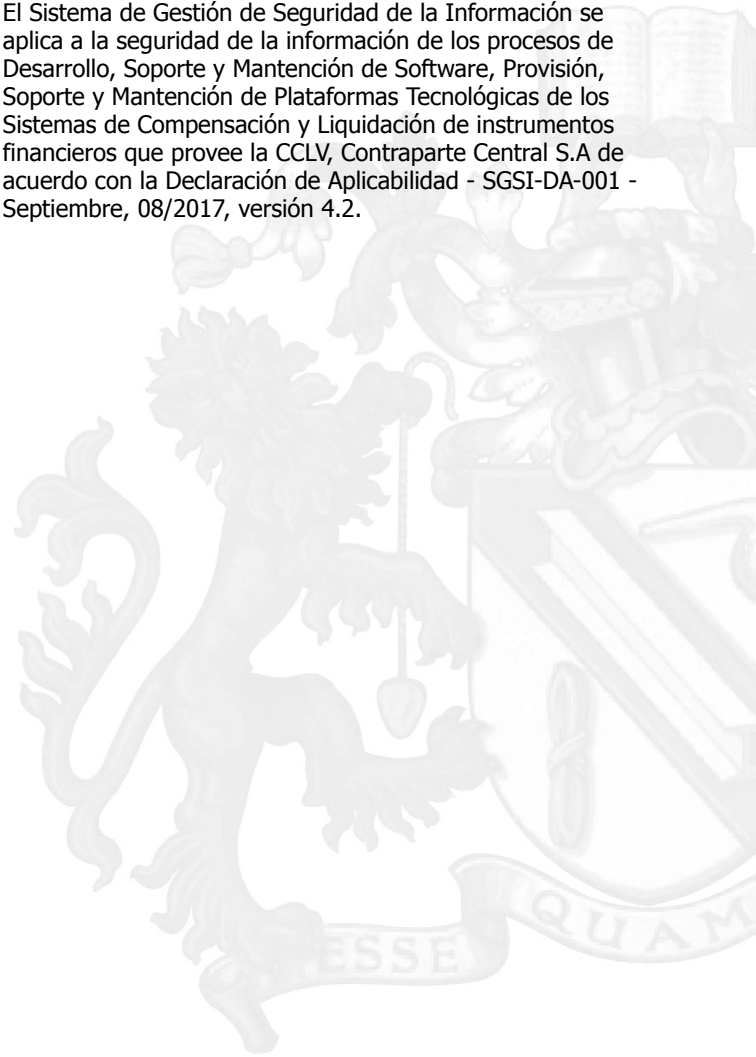 El Sistema de Gestión de Seguridad de la Información se
aplica a la seguridad de la información de los procesos de
Desarrollo, Soporte y Mantención de Software, Provisión,
Soporte y Mantención de Plataformas Tecnológicas de los
Sistemas de Compensación y Liquidación de instrumentos
financieros que provee la CCLV, Contraparte Central S.A de
acuerdo con la Declaración de Aplicabilidad - SGSI-DA-001 -
Septiembre, 08/2017, versión 4.2.
ESSE QUAM